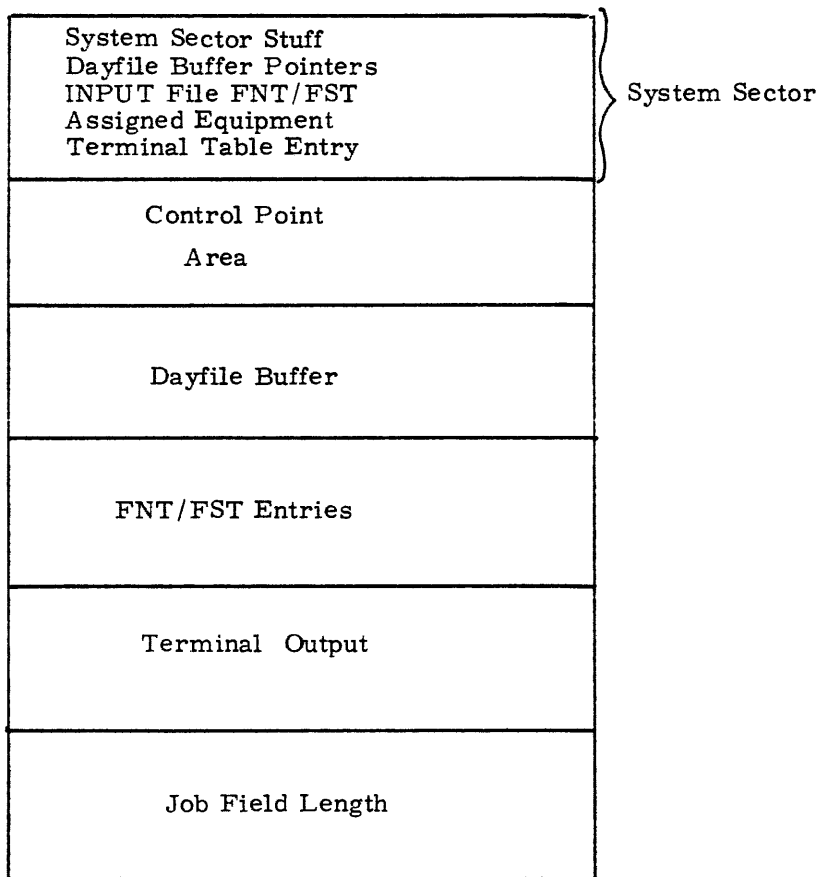 System Sector Stuff
Dayfile Buffer Pointers
INPUT File FNT/FST
Assigned Equipment
Terminal Table Entry
System Sector
Control Point
Area
Dayfile Buffer
FNT/FST Entries
Terminal Output
Job Field Length